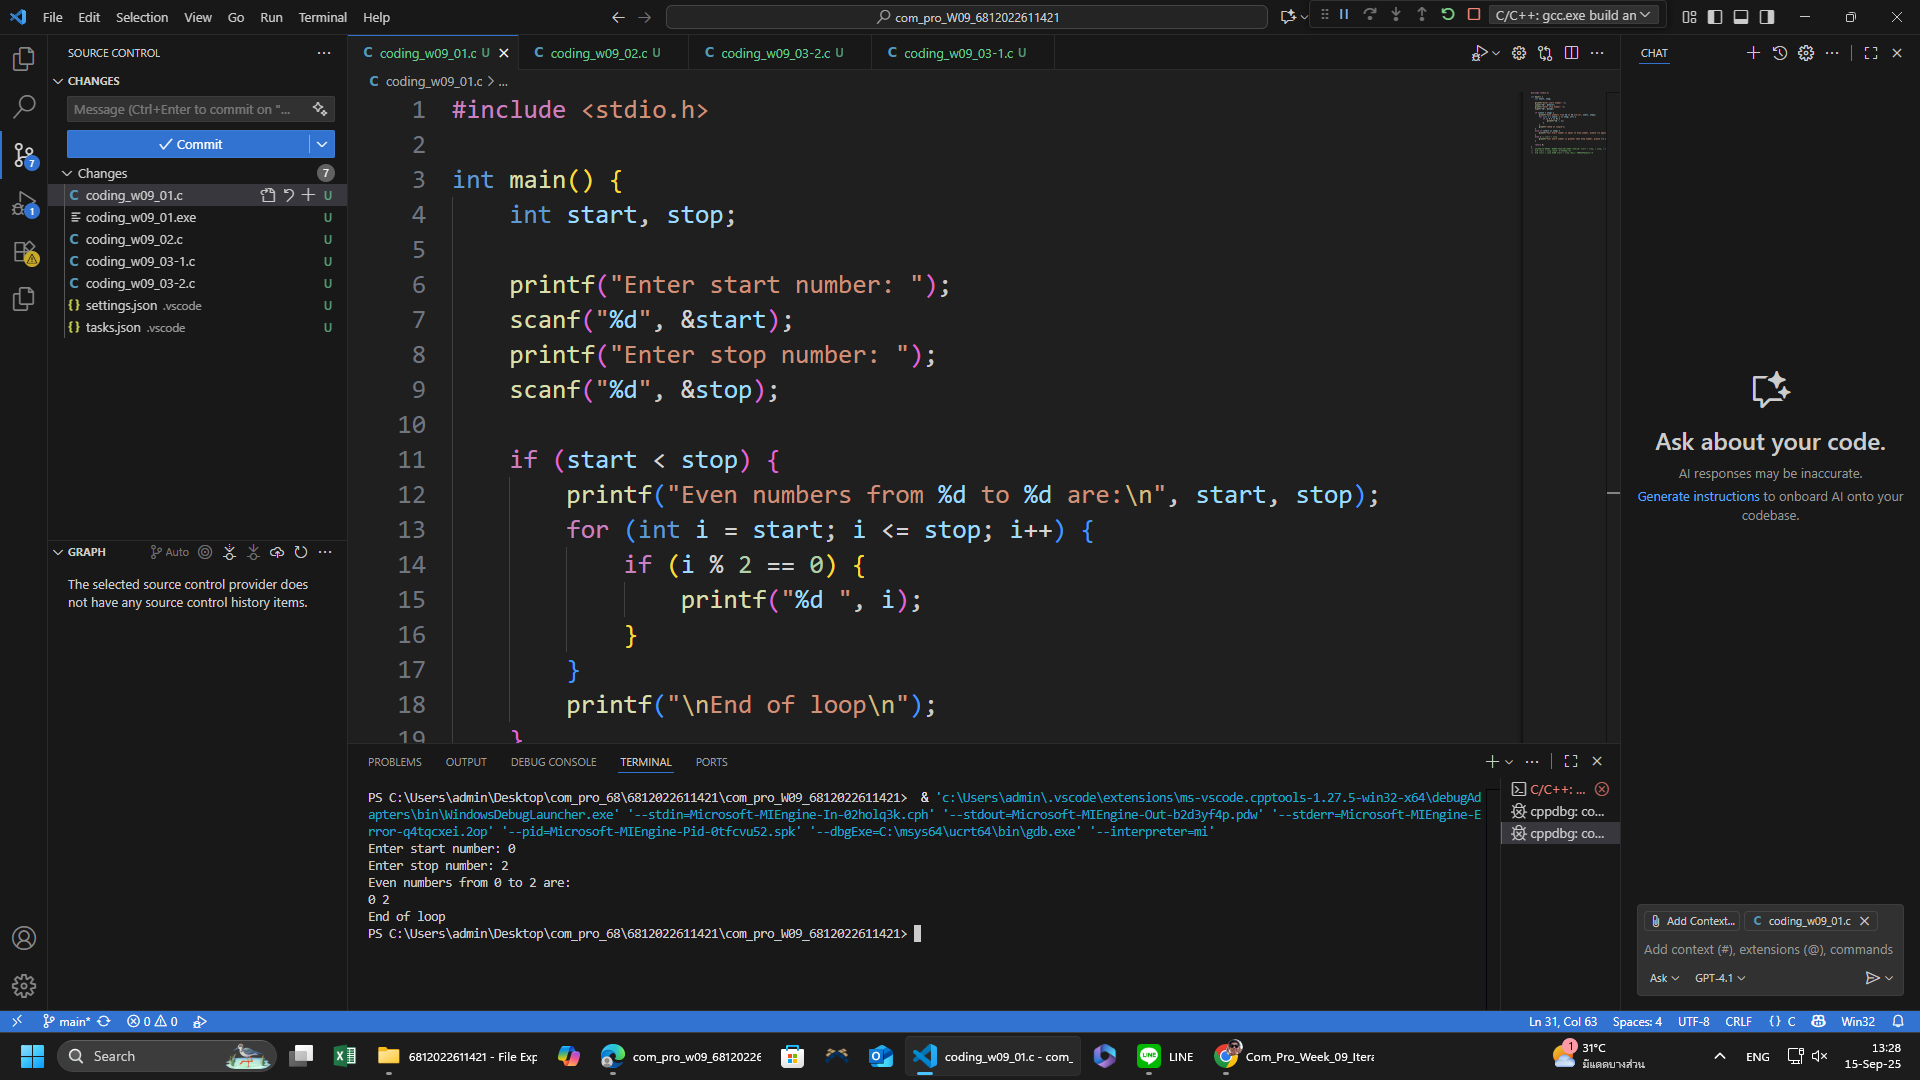 File Edit Selection View Go Run Terminal Help
com_pro_W09_6812022611421
C/C++: gcc.exe build an
SOURCE CONTROL
CHANGES
Message (Ctrl+Enter to commit on "...
Commit
Changes 7
coding_w09_01.c U
coding_w09_01.exe U
coding_w09_02.c U
coding_w09_03-1.c U
coding_w09_03-2.c U
settings.json .vscode U
tasks.json .vscode U
7
1
GRAPH
Auto
The selected source control provider does
not have any source control history items.
coding_w09_01.c U
coding_w09_02.c U
coding_w09_03-2.c U
coding_w09_03-1.c U
coding_w09_01.c > ...
1 #include <stdio.h>
2
3 int main() {
4 int start, stop;
5
6 printf("Enter start number: ");
7 scanf("%d", &start);
8 printf("Enter stop number: ");
9 scanf("%d", &stop);
10
11 if (start < stop) {
12 printf("Even numbers from %d to %d are:\n", start, stop);
13 for (int i = start; i <= stop; i++) {
14 if (i % 2 == 0) {
15 printf("%d ", i);
16 }
17 }
18 printf("\nEnd of loop\n");
19 }
PROBLEMS OUTPUT DEBUG CONSOLE TERMINAL PORTS
PS C:\Users\admin\Desktop\com_pro_68\6812022611421\com_pro_W09_6812022611421> & 'c:\Users\admin\.vscode\extensions\ms-vscode.cpptools-1.27.5-win32-x64\debugAd
apters\bin\WindowsDebugLauncher.exe' '--stdin=Microsoft-MIEngine-In-02holq3k.cph' '--stdout=Microsoft-MIEngine-Out-b2d3yf4p.pdw' '--stderr=Microsoft-MIEngine-E
rror-q4tqcxei.2op' '--pid=Microsoft-MIEngine-Pid-0tfcvu52.spk' '--dbgExe=C:\msys64\ucrt64\bin\gdb.exe' '--interpreter=mi'
Enter start number: 0
Enter stop number: 2
Even numbers from 0 to 2 are:
0 2
End of loop
PS C:\Users\admin\Desktop\com_pro_68\6812022611421\com_pro_W09_6812022611421>
C/C++: ...
cppdbg: co...
cppdbg: co...
CHAT
Ask about your code.
AI responses may be inaccurate.
Generate instructions to onboard AI onto your
codebase.
Add Context... coding_w09_01.c
Add context (#), extensions (@), commands
Ask GPT-4.1
main* 0 0
Ln 31, Col 63 Spaces: 4 UTF-8 CRLF {} C Win32
Search
6812022611421 - File Exp
com_pro_w09_68120226
coding_w09_01.c - com_
LINE
Com_Pro_Week_09_Itera
1
31°C
มีแดดบางส่วน
ENG
13:28
15-Sep-25